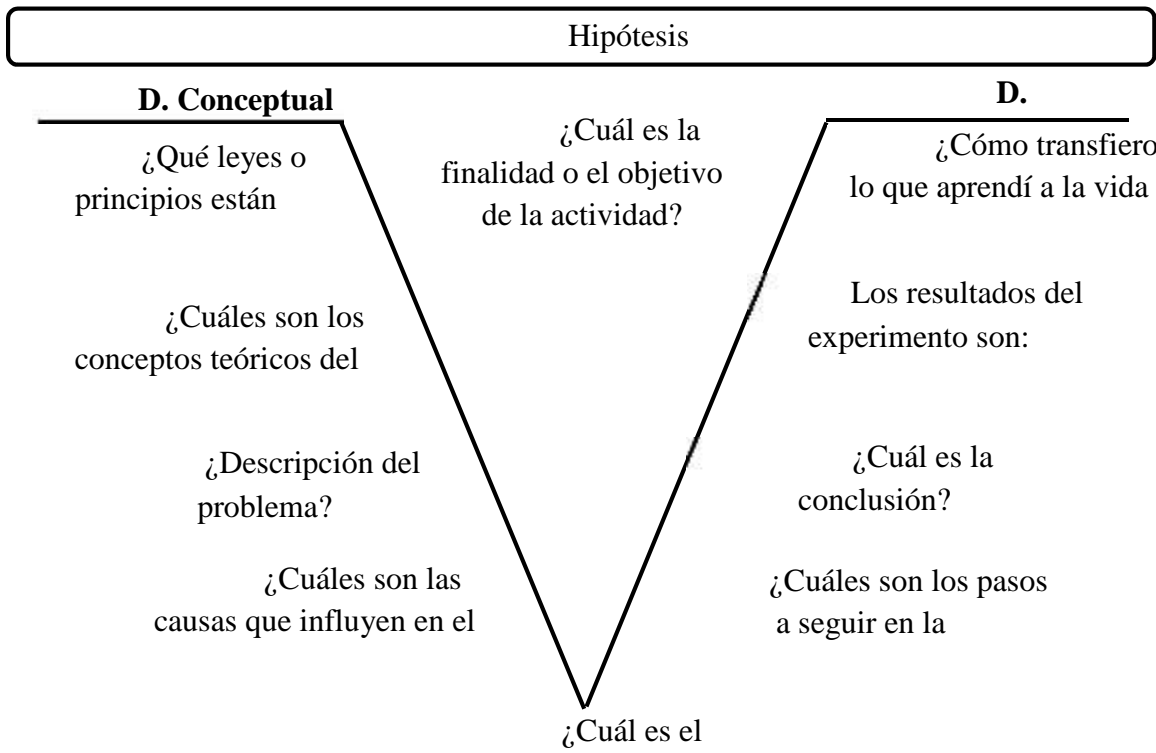 Hipótesis
D. Conceptual
¿Qué leyes o
principios están
¿Cuáles son los
conceptos teóricos del
¿Descripción del
problema?
¿Cuáles son las
causas que influyen en el
¿Cuál es la
finalidad o el objetivo
de la actividad?
¿Cuál es el
D.
¿Cómo transfiero
lo que aprendí a la vida
Los resultados del
experimento son:
¿Cuál es la
conclusión?
¿Cuáles son los pasos
a seguir en la